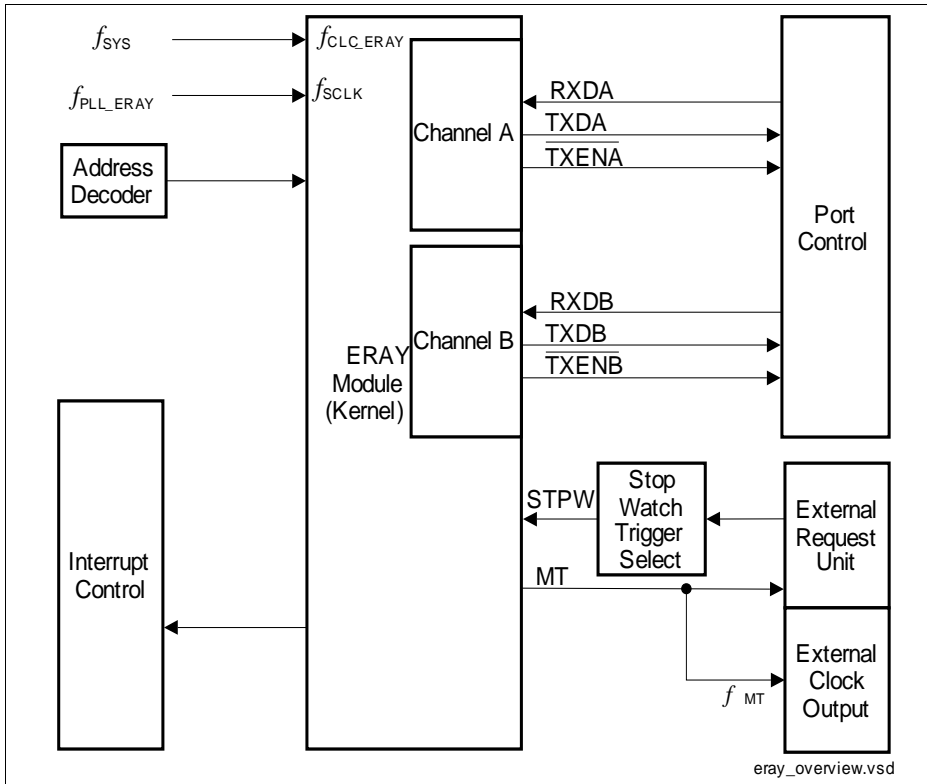 fSYS
fCLC_ERAY
fPLL_ERAY
fSCLK
Address
Decoder
Channel A
RXDA
TXDA
TXENA
Port
Control
Channel B
RXDB
TXDB
TXENB
ERAY
Module
(Kernel)
Interrupt
Control
STPW
Stop
Watch
Trigger
Select
External
Request
Unit
MT
fMT
External
Clock
Output
eray_overview.vsd